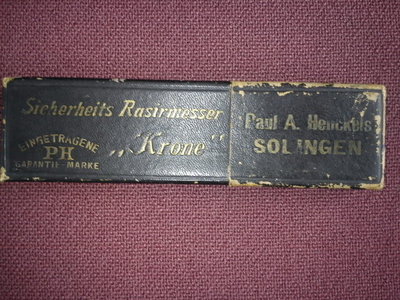 Sicherheits Rasirmesser
EINGETRAGENE
PH
GARANTIE-MARKE
„Krone“
Paul A. Henckels
SOLINGEN